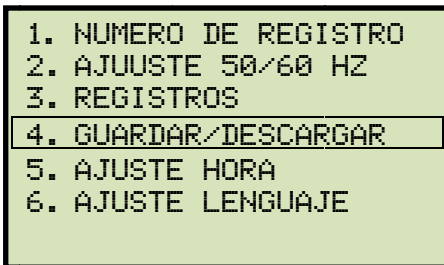 1. NUMERO DE REGISTRO
2. AJUUSTE 50/60 HZ
3. REGISTROS
4. GUARDAR/DESCARGAR
5. AJUSTE HORA
6. AJUSTE LENGUAJE